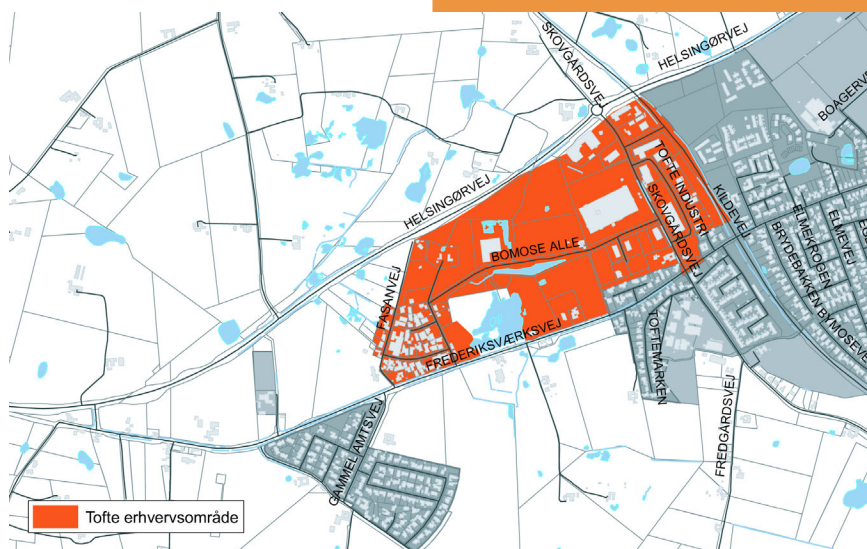 SKOVGÅRDSVEJ
HELSINGØRVEJ
BOAGERV
HELSINGØRVEJ
TOFTE INDUSTRI
SKOVGÅRDSVEJ
KILDEVEJ
ELMEKROGEN
ELMEVEJ
BRYDEBAKKEN
BYMOSEV
BOMOSE ALLE
FASANVEJ
FREDERIKSVÆRKSVEJ
TOFTEMARKEN
FREDGÅRDSVEJ
GAMMEL AMTSVEJ
Tofte erhvervsområde